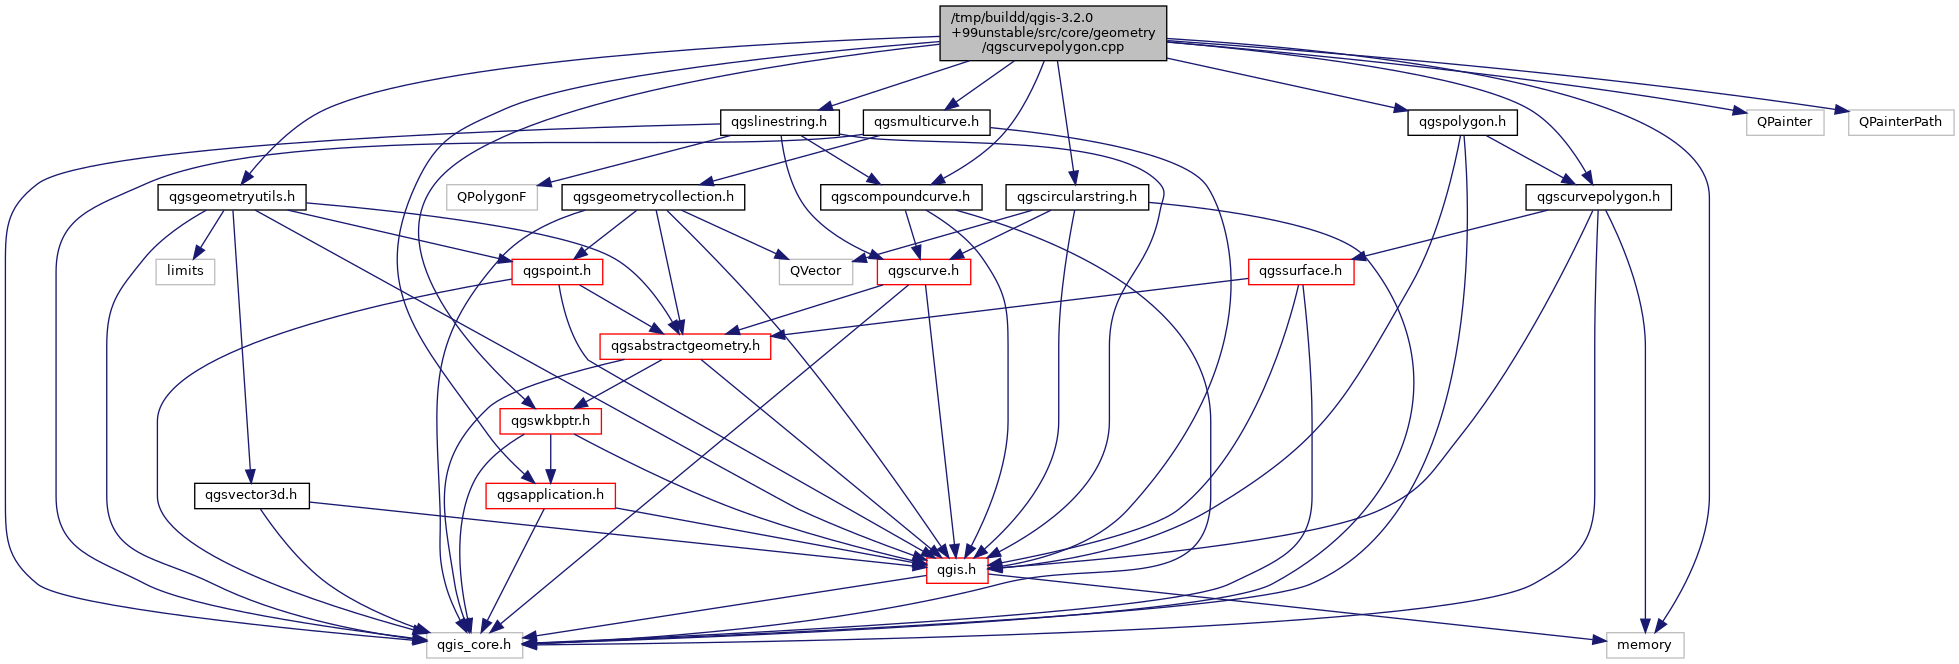 /tmp/buildd/qgis-3.2.0
+99unstable/src/core/geometry
/qgscurvepolygon.cpp
qgslinestring.h
qgsmulticurve.h
qgspolygon.h
QPainter
QPainterPath
qgsgeometryutils.h
QPolygonF
qgsgeometrycollection.h
qgscompoundcurve.h
qgscircularstring.h
qgscurvepolygon.h
limits
qgspoint.h
QVector
qgscurve.h
qgssurface.h
qgsabstractgeometry.h
qgswkbptr.h
qgsvector3d.h
qgsapplication.h
qgis.h
qgis_core.h
memory